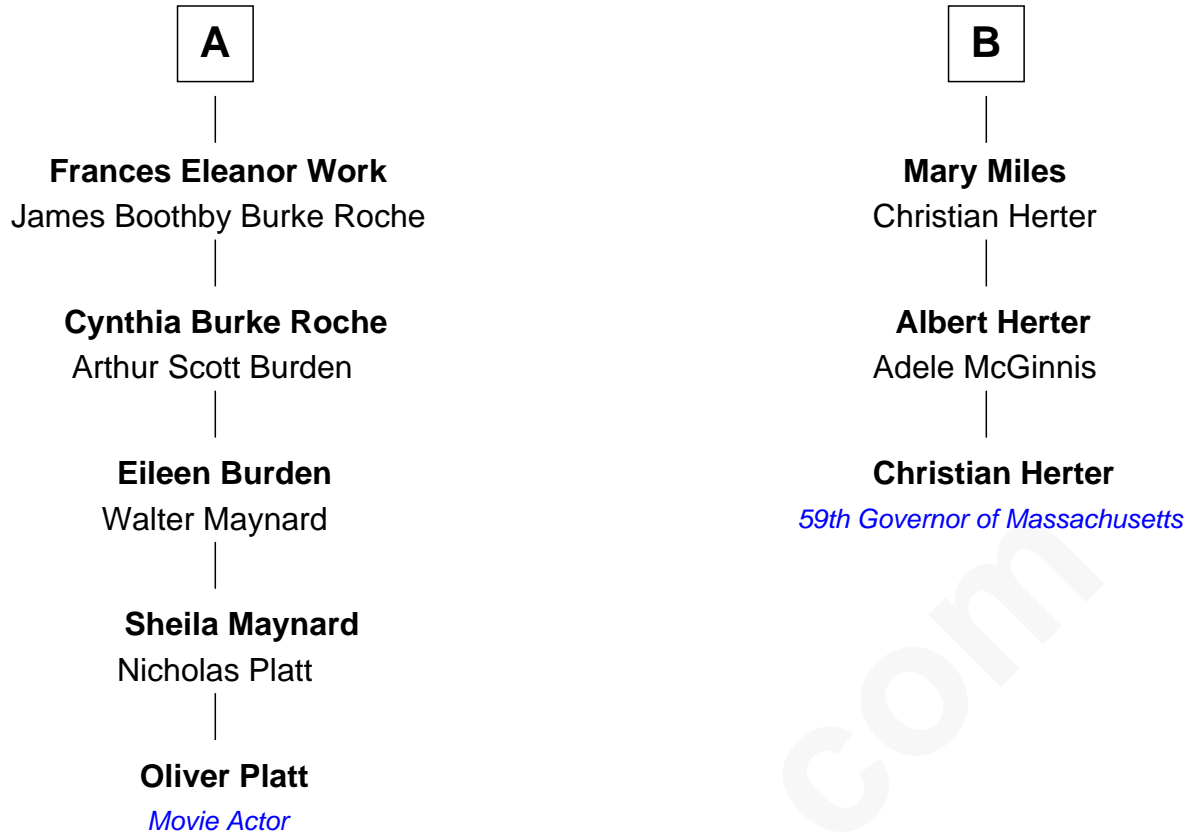 A
Frances Eleanor Work
James Boothby Burke Roche
Cynthia Burke Roche
Arthur Scott Burden
Eileen Burden
Walter Maynard
Sheila Maynard
Nicholas Platt
Oliver Platt
Movie Actor
B
Mary Miles
Christian Herter
Albert Herter
Adele McGinnis
Christian Herter
59th Governor of Massachusetts
com